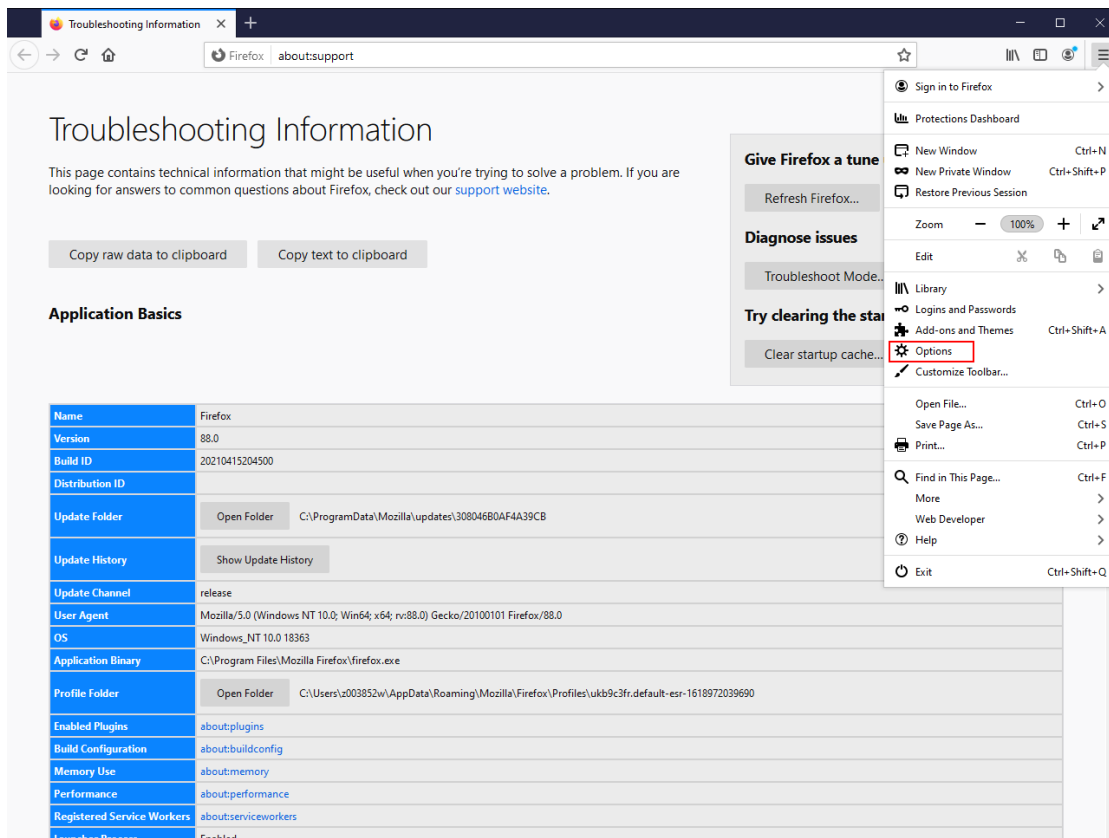 Troubleshooting Information
Firefox about:support
Troubleshooting Information
This page contains technical information that might be useful when you're trying to solve a problem. If you are
looking for answers to common questions about Firefox, check out our support website.
Copy raw data to clipboard Copy text to clipboard
Application Basics
Give Firefox a tune
Refresh Firefox...
Diagnose issues
Troubleshoot Mode..
Try clearing the star
Clear startup cache...
Sign in to Firefox
Protections Dashboard
New Window Ctrl+N
New Private Window Ctrl+Shift+P
Restore Previous Session
Zoom 100%
Edit
Library
Logins and Passwords
Add-ons and Themes Ctrl+Shift+A
Options
Customize Toolbar...
Open File... Ctrl+O
Save Page As... Ctrl+S
Print... Ctrl+P
Find in This Page... Ctrl+F
More
Web Developer
Help
Exit Ctrl+Shift+Q
Name Firefox
Version 88.0
Build ID 20210415204500
Distribution ID
Update Folder Open Folder C:\ProgramData\Mozilla\updates\308046B0AF4A39CB
Update History Show Update History
Update Channel release
User Agent Mozilla/5.0 (Windows NT 10.0; Win64; x64; rv:88.0) Gecko/20100101 Firefox/88.0
OS Windows_NT 10.0 18363
Application Binary C:\Program Files\Mozilla Firefox\firefox.exe
Profile Folder Open Folder C:\Users\z003852w\AppData\Roaming\Mozilla\Firefox\Profiles\ukb9c3fr.default-esr-1618972039690
Enabled Plugins about:plugins
Build Configuration about:buildconfig
Memory Use about:memory
Performance about:performance
Registered Service Workers about:serviceworkers
Launcher Process Enabled